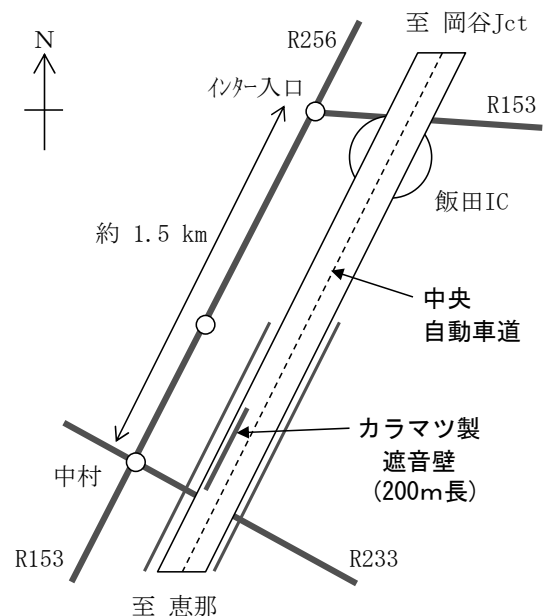 至 岡谷Jct
N
R256
インター入口
R153
飯田IC
約 1.5 km
中央
自動車道
カラマツ製
遮音壁
(200m長)
中村
R153
R233
至 恵那